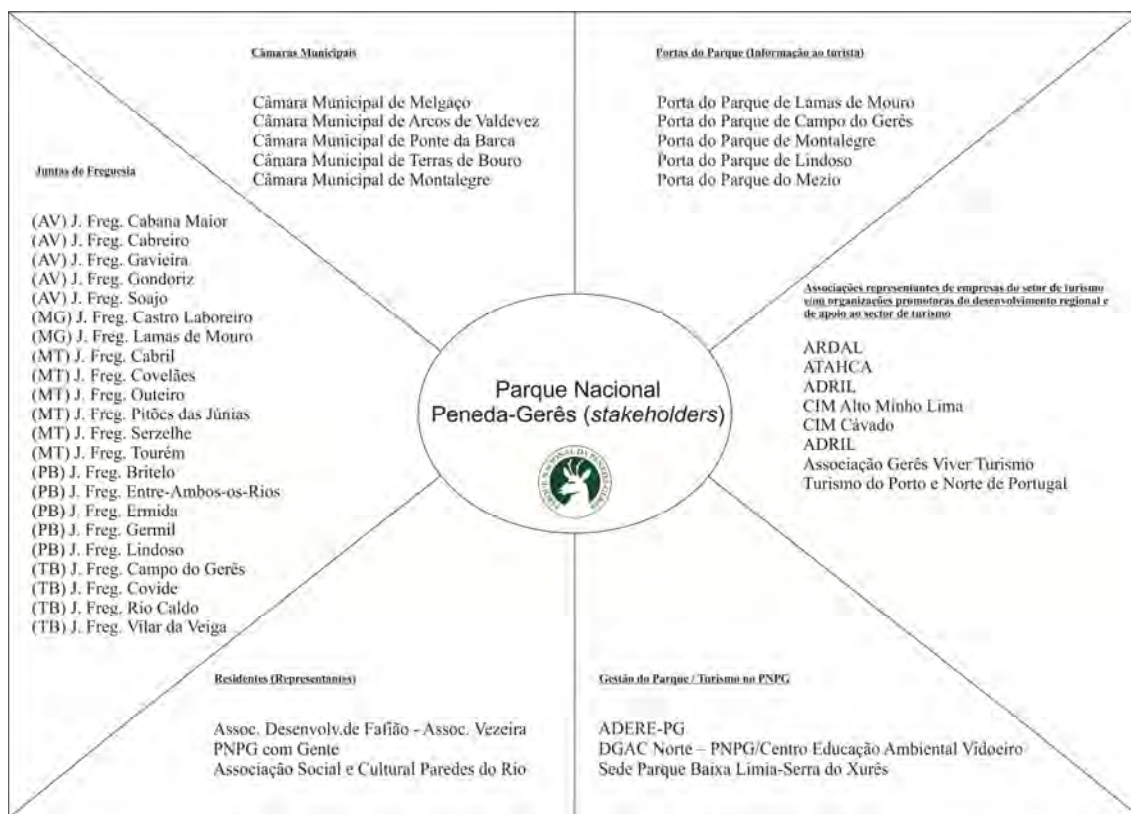 Câmaras Municipais
Câmara Municipal de Melgaço
Câmara Municipal de Arcos de Valdevez
Câmara Municipal de Ponte da Barca
Câmara Municipal de Terras de Bouro
Câmara Municipal de Montalegre
Portas do Parque (Informação ao turista)
Porta do Parque de Lamas de Mouro
Porta do Parque de Campo do Gerês
Porta do Parque de Montalegre
Porta do Parque de Lindoso
Porta do Parque do Mezio
Juntas de Freguesia
(AV) J. Freg. Cabana Maior
(AV) J. Freg. Cabreiro
(AV) J. Freg. Gavieira
(AV) J. Freg. Gondoriz
(AV) J. Freg. Soajo
(MG) J. Freg. Castro Laboreiro
(MG) J. Freg. Lamas de Mouro
(MT) J. Freg. Cabril
(MT) J. Freg. Covelães
(MT) J. Freg. Outeiro
(MT) J. Freg. Pitões das Júnias
(MT) J. Freg. Serzelhe
(MT) J. Freg. Tourém
(PB) J. Freg. Britelo
(PB) J. Freg. Entre-Ambos-os-Rios
(PB) J. Freg. Ermida
(PB) J. Freg. Germil
(PB) J. Freg. Lindoso
(TB) J. Freg. Campo do Gerês
(TB) J. Freg. Covide
(TB) J. Freg. Rio Caldo
(TB) J. Freg. Vilar da Veiga
Associações representantes de empresas do setor de turismo
e/ou organizações promotoras do desenvolvimento regional e
de apoio ao sector de turismo
ARDAL
ATAHCA
ADRIL
CIM Alto Minho Lima
CIM Cávado
ADRIL
Associação Gerês Viver Turismo
Turismo do Porto e Norte de Portugal
Parque Nacional
Peneda-Gerês (stakeholders)
PARQUE NACIONAL DA PENEDA-GERÊS
Residentes (Representantes)
Assoc. Desenvolv.de Fafião - Assoc. Vezeira
PNPG com Gente
Associação Social e Cultural Paredes do Rio
Gestão do Parque / Turismo no PNPG
ADERE-PG
DGAC Norte – PNPG/Centro Educação Ambiental Vidoeiro
Sede Parque Baixa Limia-Serra do Xurês